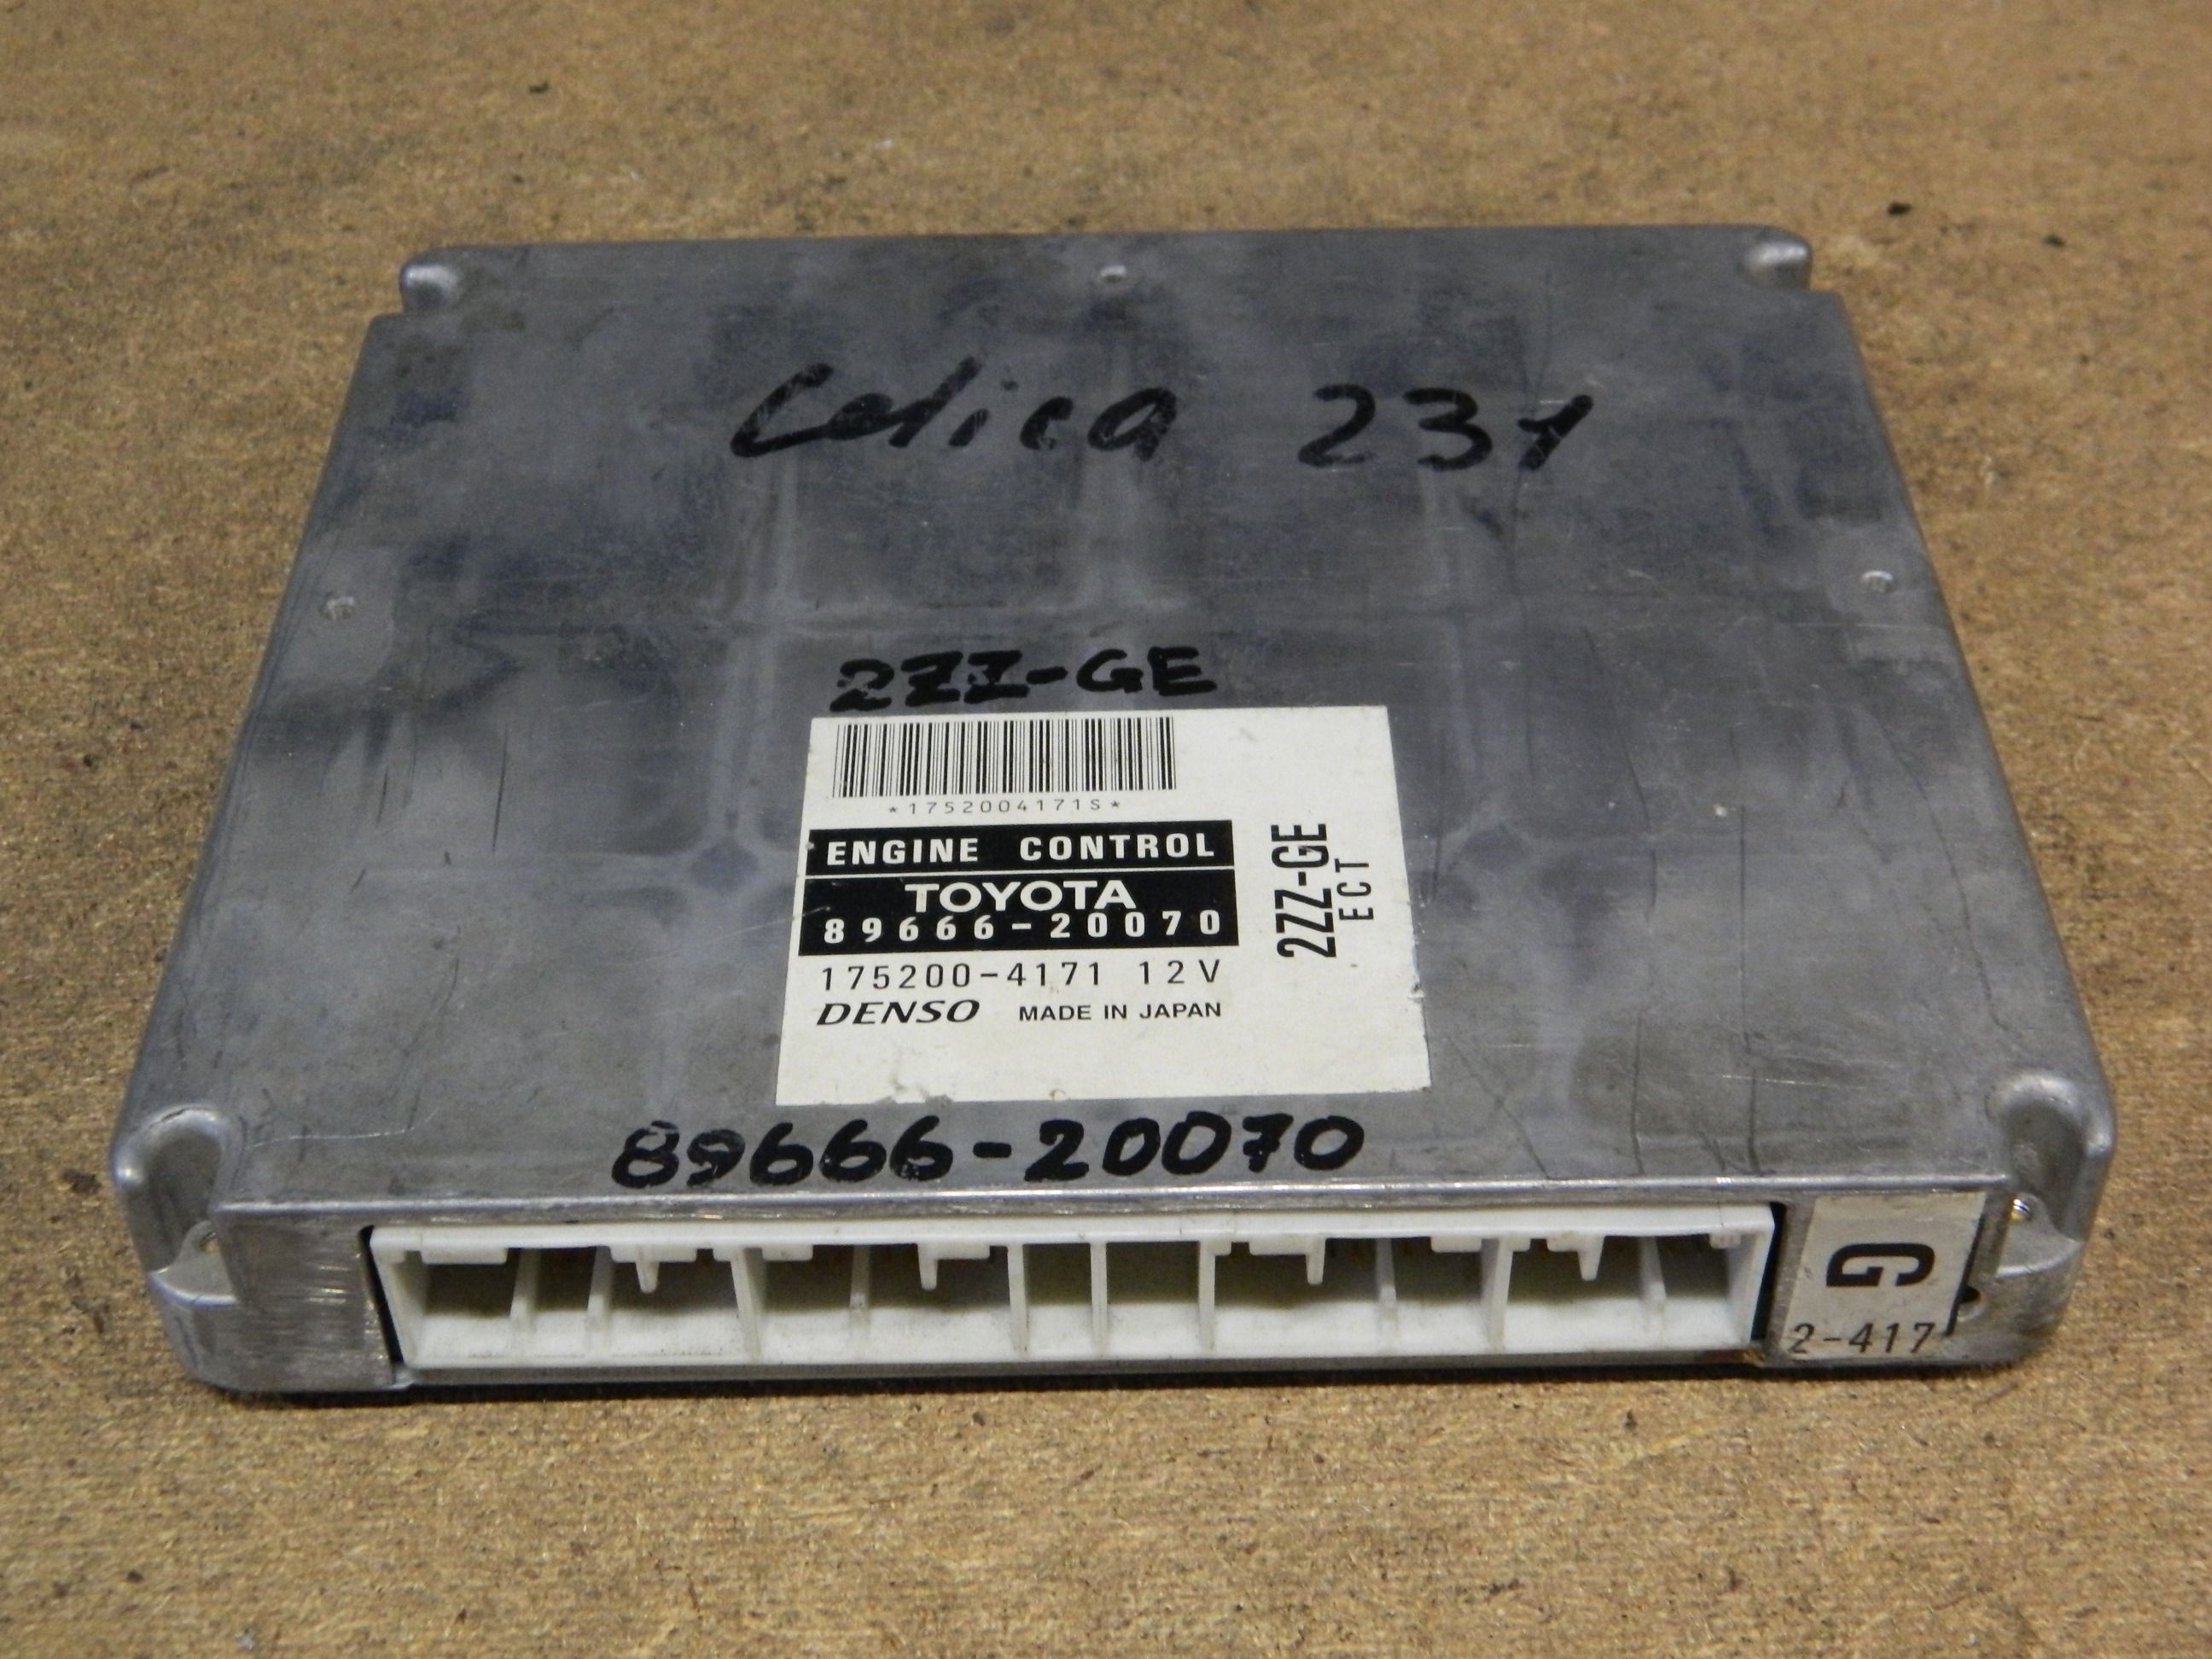 Celica 231
2ZZ-GE
*1752004171S*
ENGINE CONTROL
TOYOTA
89666-20070
175200-4171 12V
DENSO MADE IN JAPAN
2ZZ-GE
ECT
89666-20070
G
2-417